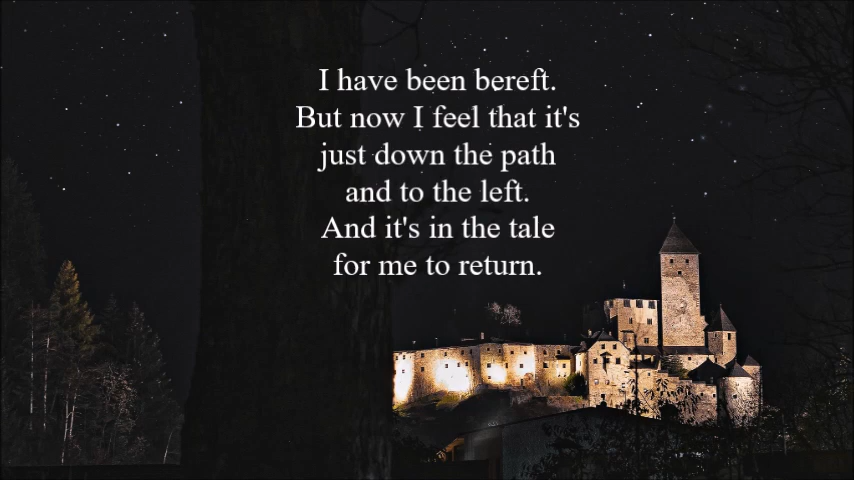 I have been bereft.
But now I feel that it's
just down the path
and to the left.
And it's in the tale
for me to return.